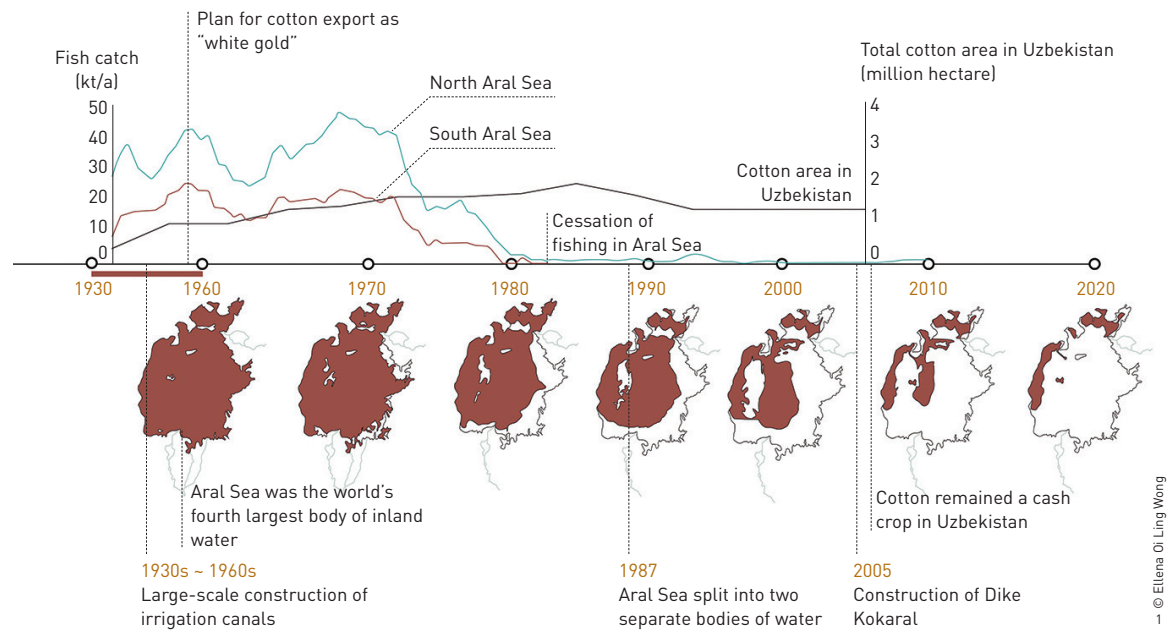 Plan for cotton export as
“white gold”
Fish catch
(kt/a)
Total cotton area in Uzbekistan
(million hectare)
50
40
30
20
10
0
North Aral Sea
South Aral Sea
Cotton area in
Uzbekistan
Cessation of
fishing in Aral Sea
4
3
2
1
0
1930
1960
1970
1980
1990
2000
2010
2020
Aral Sea was the world’s
fourth largest body of inland
water
Cotton remained a cash
crop in Uzbekistan
1930s ~ 1960s
Large-scale construction of
irrigation canals
1987
Aral Sea split into two
separate bodies of water
2005
Construction of Dike
Kokaral
© Ellena Oi Ling Wong
1